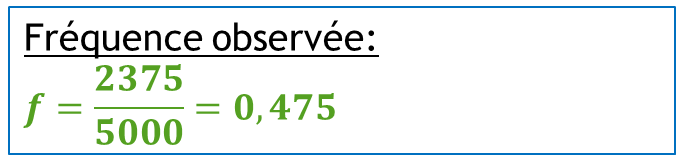 Fréquence observée:
f = 2375/5000 = 0,475